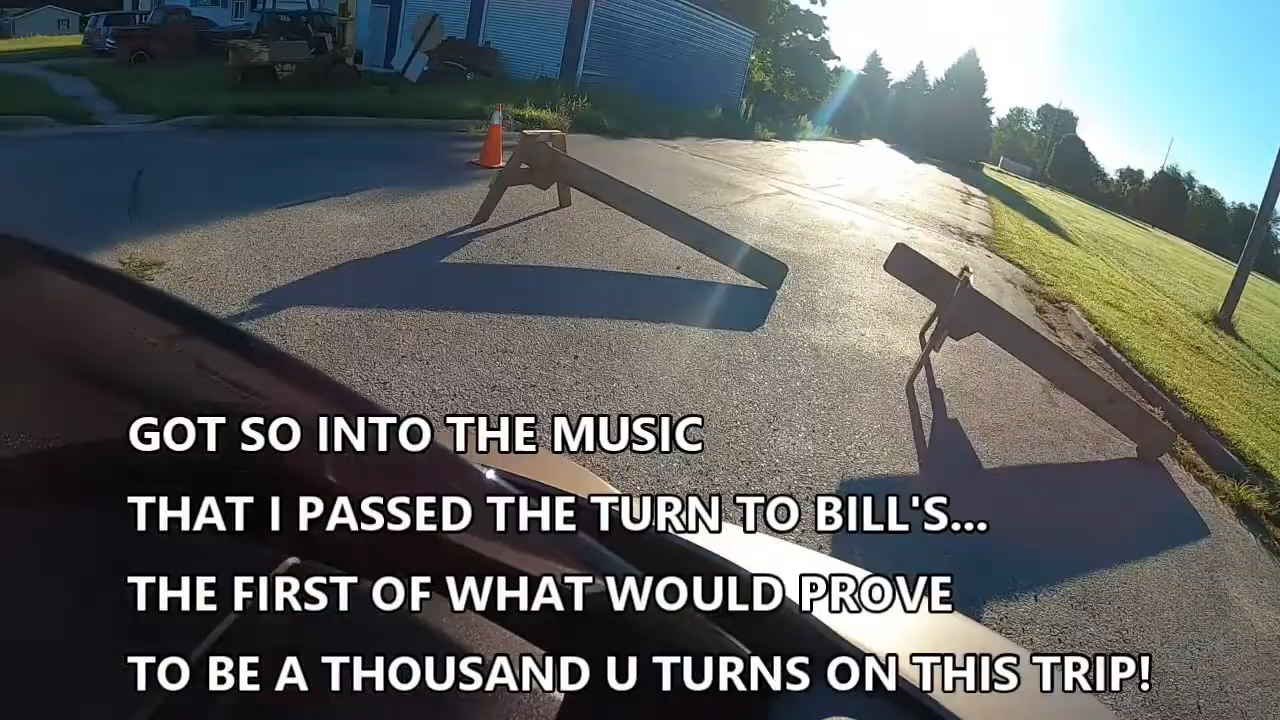 GOT SO INTO THE MUSIC
THAT I PASSED THE TURN TO BILL'S...
THE FIRST OF WHAT WOULD PROVE
TO BE A THOUSAND U TURNS ON THIS TRIP!